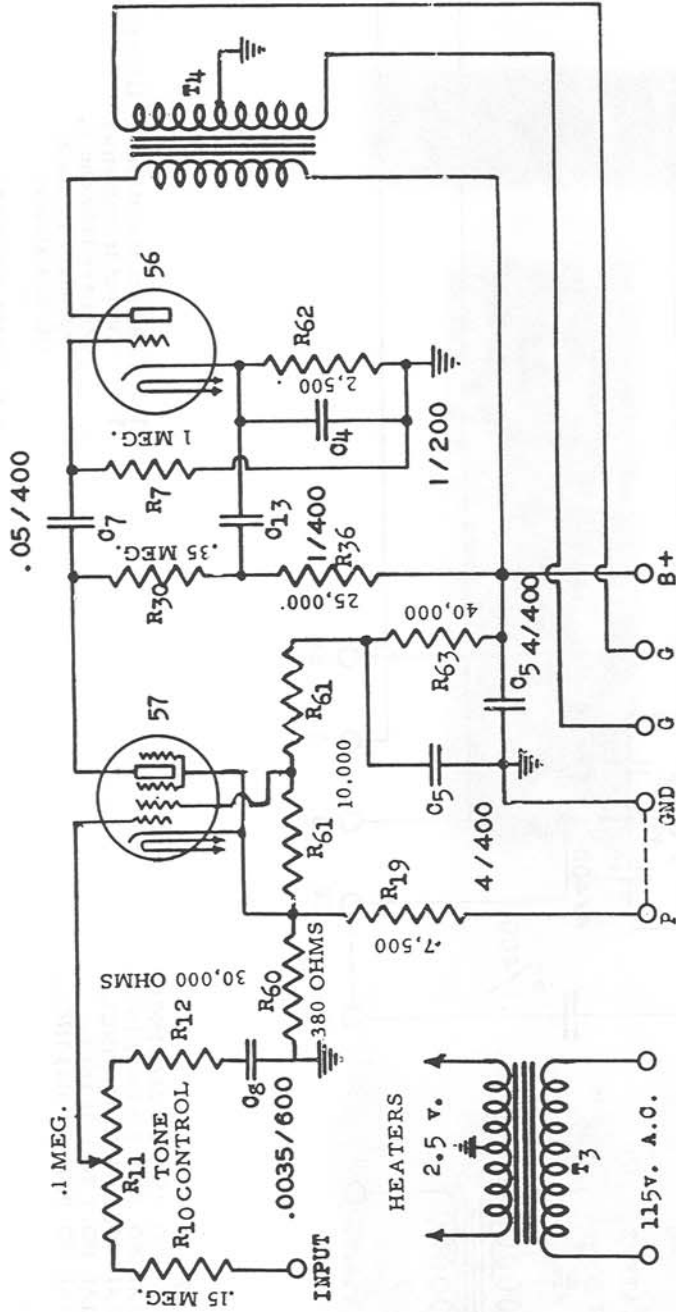 .05/400
.1 MEG.
R11
R10
.15 MEG.
TONE
CONTROL
R12
30,000 OHMS
C8
.0035/600
INPUT
57
R60
380 OHMS
R61
10,000
R61
R19
7,500
C5
4/400
R63
40,000
C5
4/400
C7
R30
.35 MEG.
R7
1 MEG.
C13
1/400
R36
25,000
56
R62
2,500
C4
1/200
T4
HEATERS
2.5 v.
T3
115v. A.C.
P
GND
G
G
B+